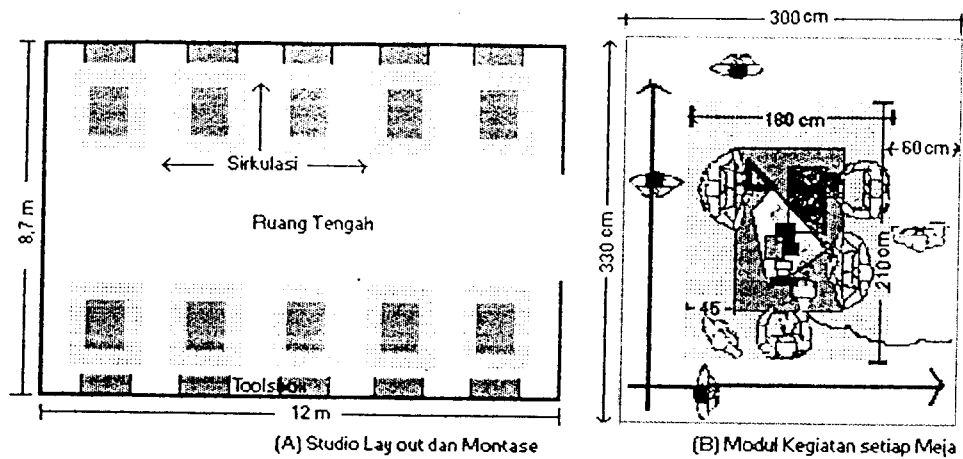 300 cm
8,7 m
Sirkulasi
Ruang Tengah
Toolsbox
12 m
(A) Studio Lay out dan Montase
180 cm
60 cm
330 cm
210 cm
45
(B) Modul Kegiatan setiap Meja